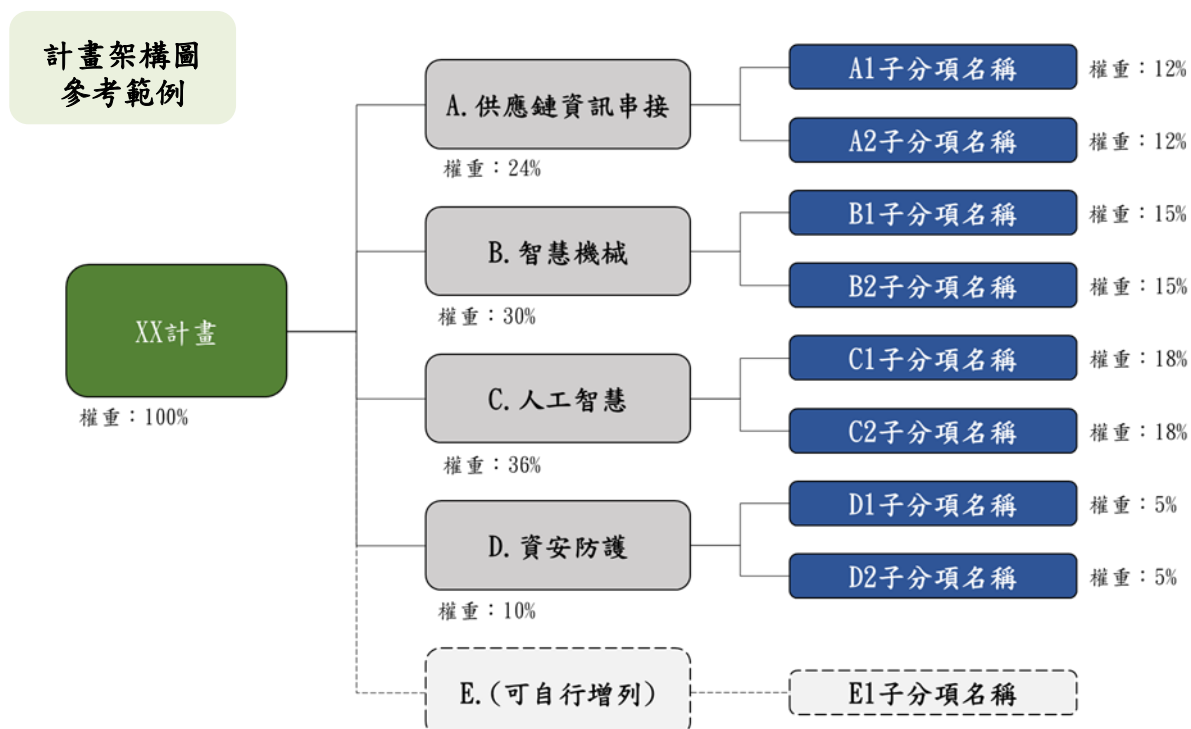 計畫架構圖
參考範例
XX計畫
權重：100%
A.供應鏈資訊串接
權重：24%
A1子分項名稱
權重：12%
A2子分項名稱
權重：12%
B.智慧機械
權重：30%
B1子分項名稱
權重：15%
B2子分項名稱
權重：15%
C.人工智慧
權重：36%
C1子分項名稱
權重：18%
C2子分項名稱
權重：18%
D.資安防護
權重：10%
D1子分項名稱
權重：5%
D2子分項名稱
權重：5%
E.(可自行增列)
E1子分項名稱